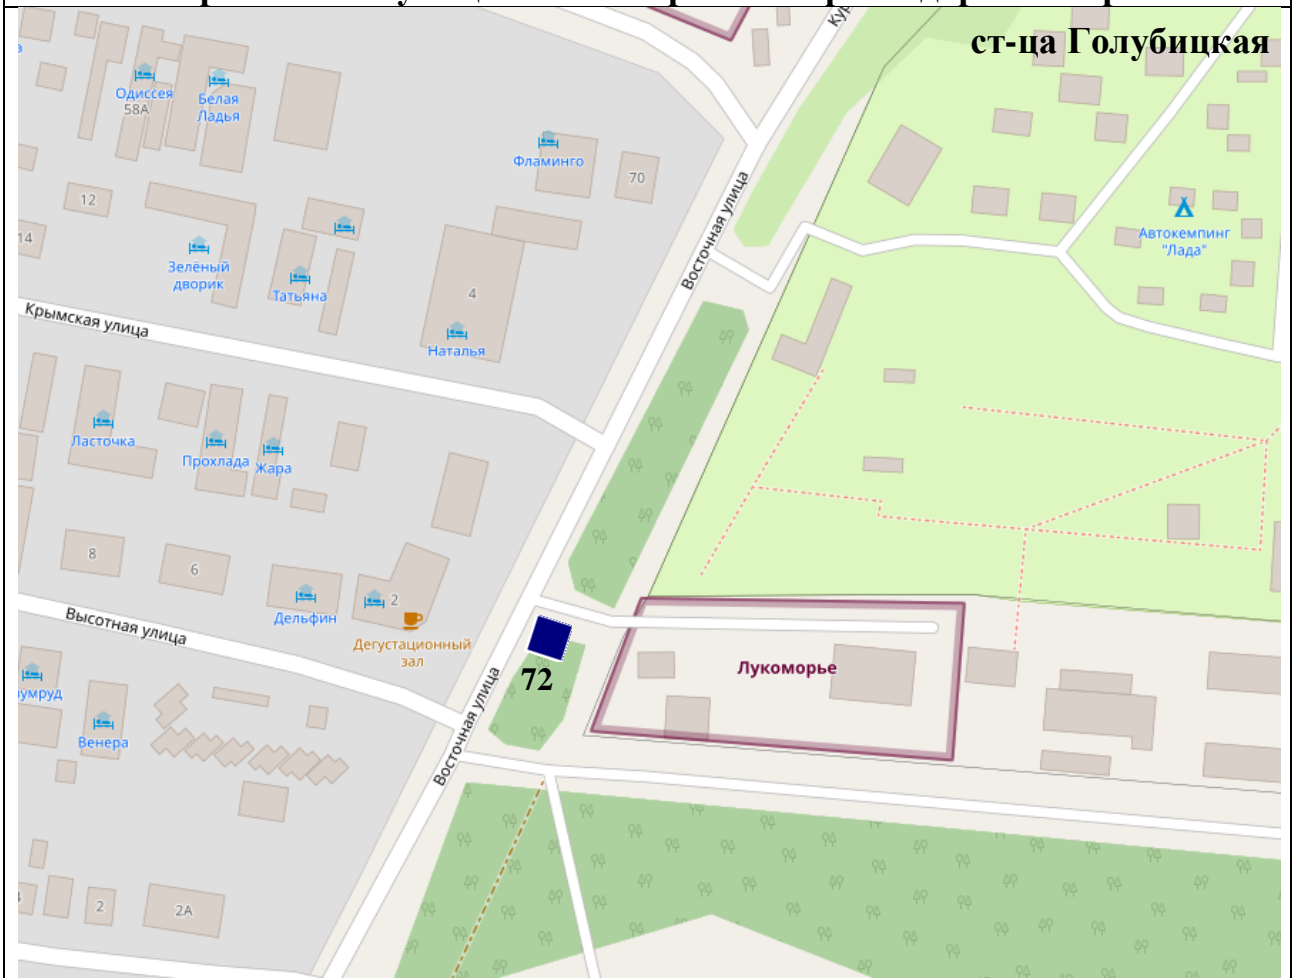 ст-ца Голубицкая
Одиссея
58А
Белая
Ладья
Фламинго
70
12
14
Зелёный
дворик
Татьяна
4
Наталья
Восточная улица
Автокемпинг
"Лада"
Крымская улица
Ласточка
Прохлада
Жара
8
6
Дельфин
2
Дегустационный
зал
Высотная улица
72
Лукоморье
Восточная улица
Венера
2
2А